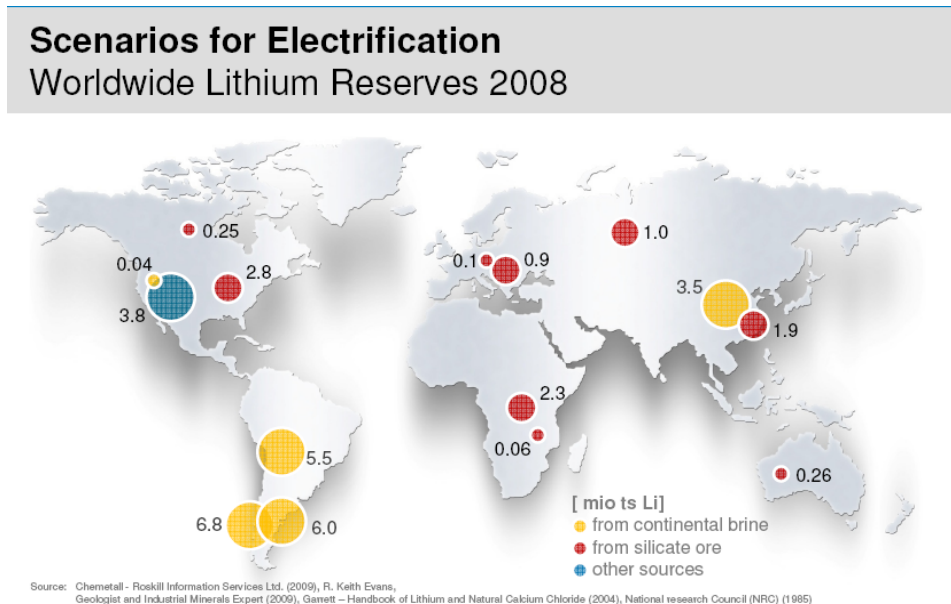 Scenarios for Electrification
Worldwide Lithium Reserves 2008
0.25
0.04
2.8
3.8
0.1
0.9
1.0
3.5
1.9
2.3
0.06
5.5
6.8
6.0
0.26
[ mio ts Li]
from continental brine
from silicate ore
other sources
Source: Chemetall - Roskill Information Services Ltd. (2009), R. Keith Evans,
Geologist and Industrial Minerals Expert (2009), Garrett – Handbook of Lithium and Natural Calcium Chloride (2004), National research Council (NRC) (1985)